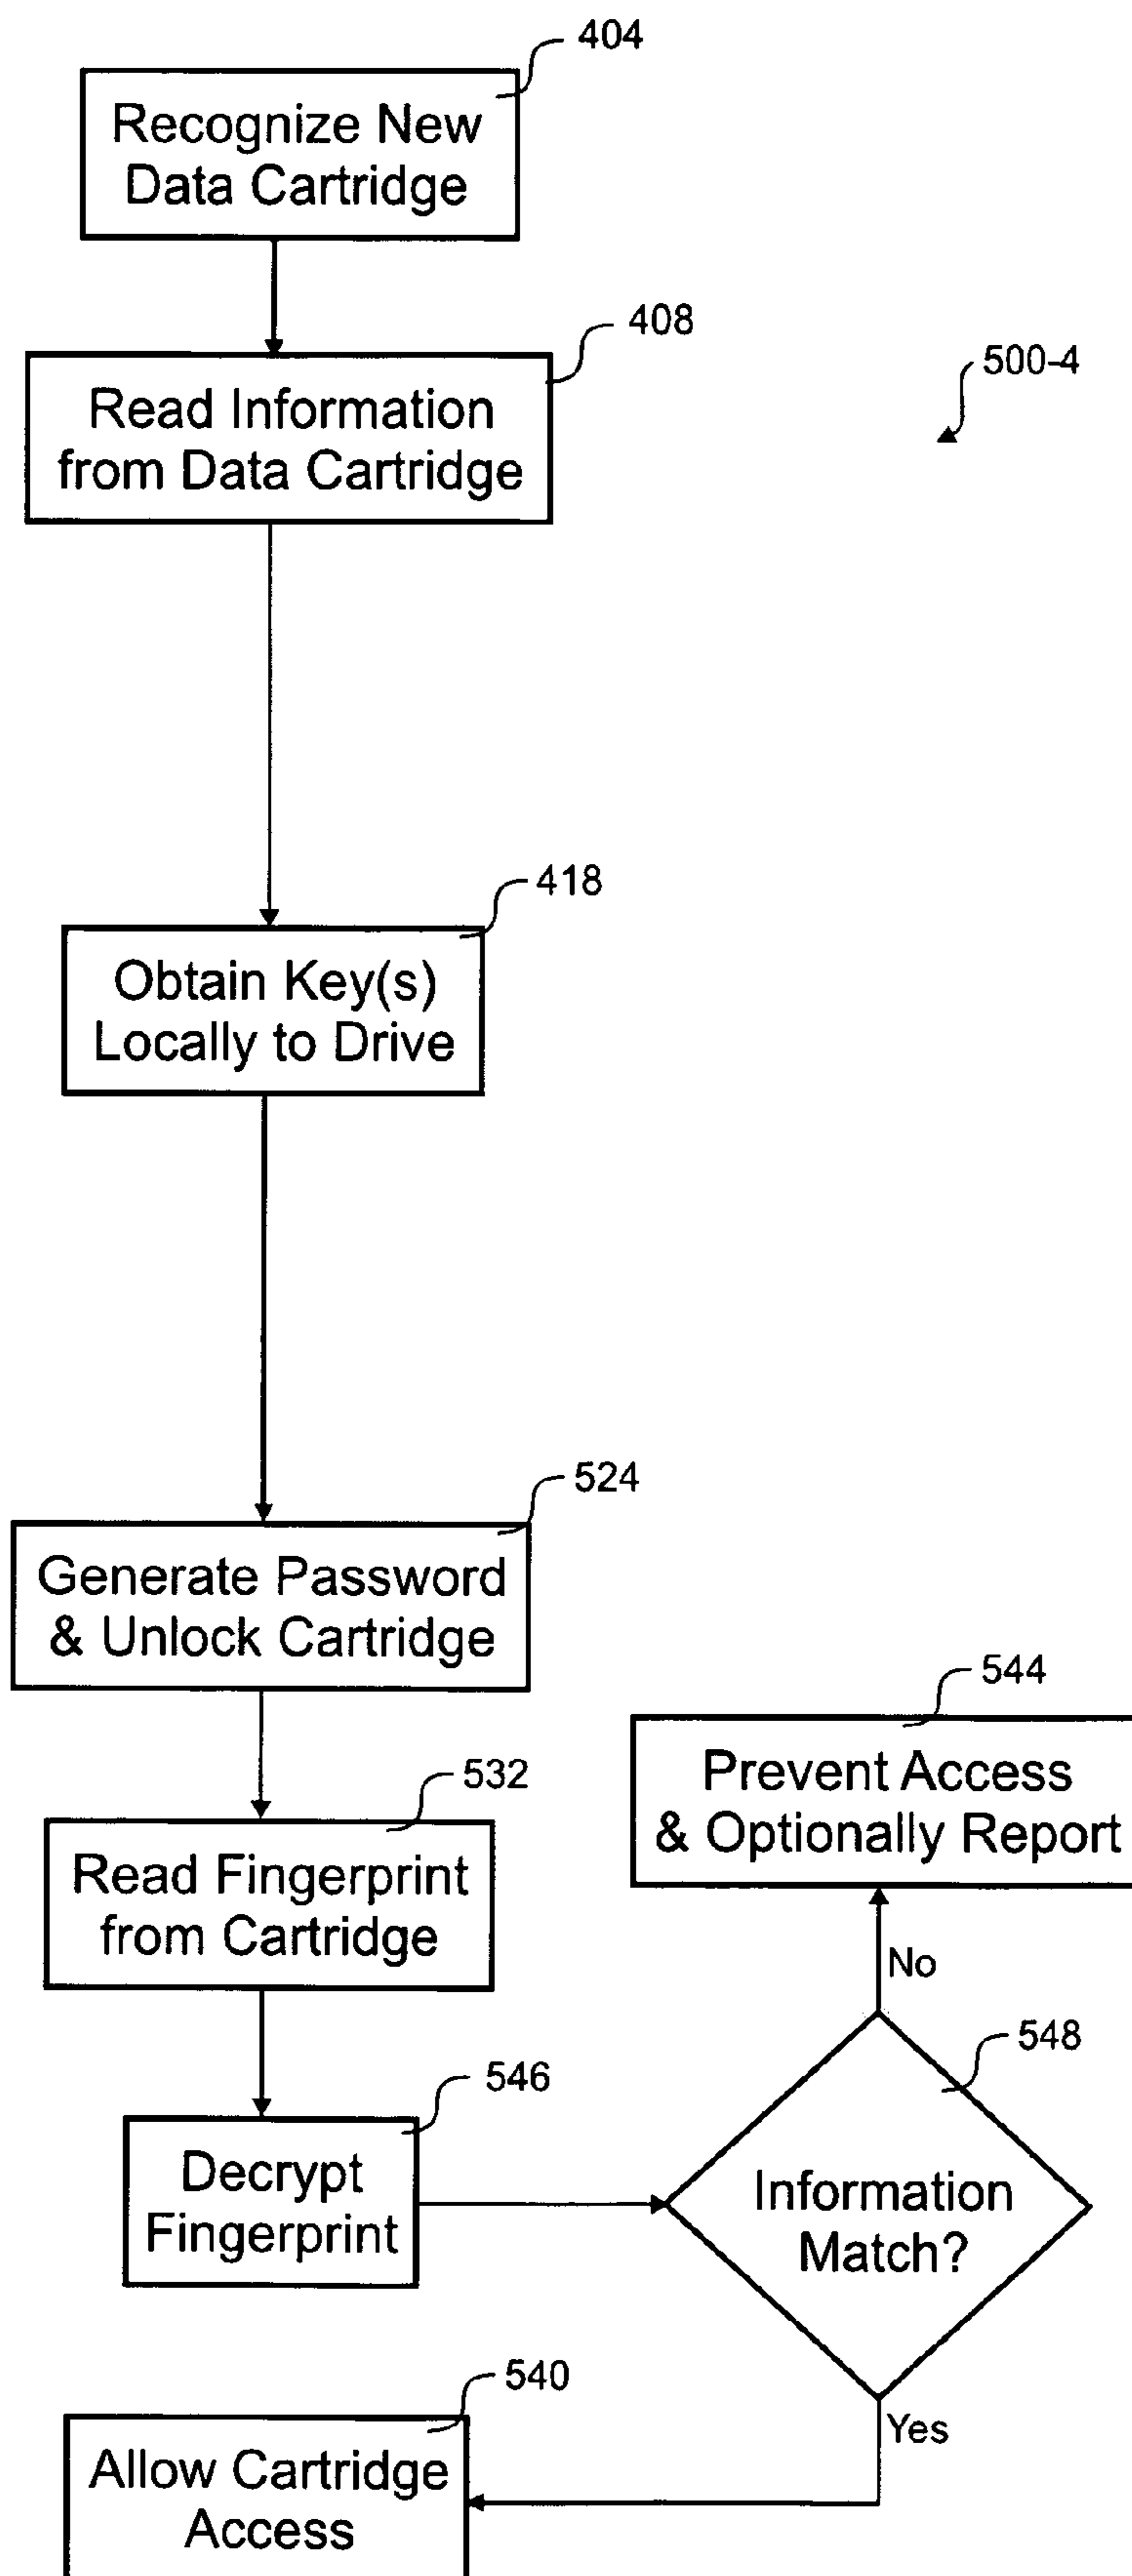 404
Recognize New
Data Cartridge
408
Read Information
from Data Cartridge
500-4
418
Obtain Key(s)
Locally to Drive
524
Generate Password
& Unlock Cartridge
544
Prevent Access
& Optionally Report
532
Read Fingerprint
from Cartridge
No
548
546
Decrypt
Fingerprint
Information
Match?
540
Yes
Allow Cartridge
Access